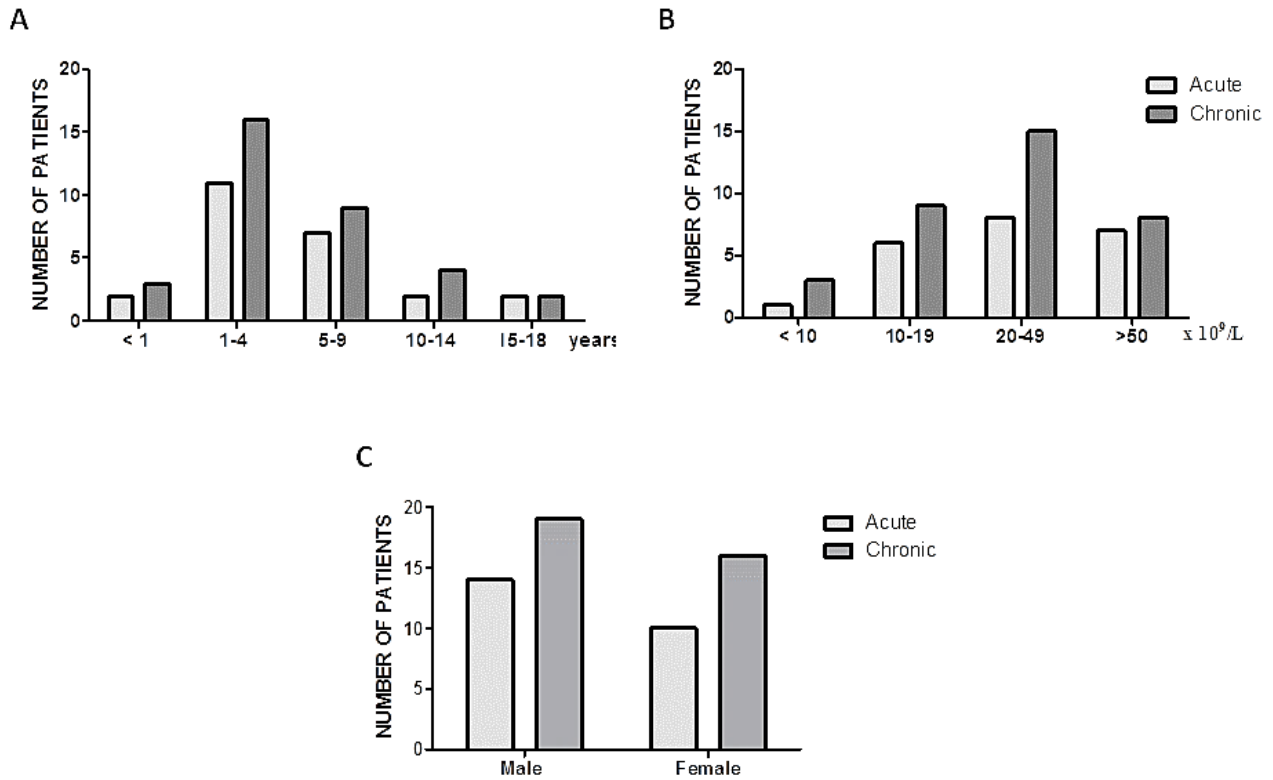 A
NUMBER OF PATIENTS
20
15
10
5
0
< 1
1-4
5-9
10-14
I5-18
years
B
NUMBER OF PATIENTS
20
15
10
5
0
< 10
10-19
20-49
>50
x 10⁹/L
Acute
Chronic
C
NUMBER OF PATIENTS
20
15
10
5
0
Male
Female
Acute
Chronic